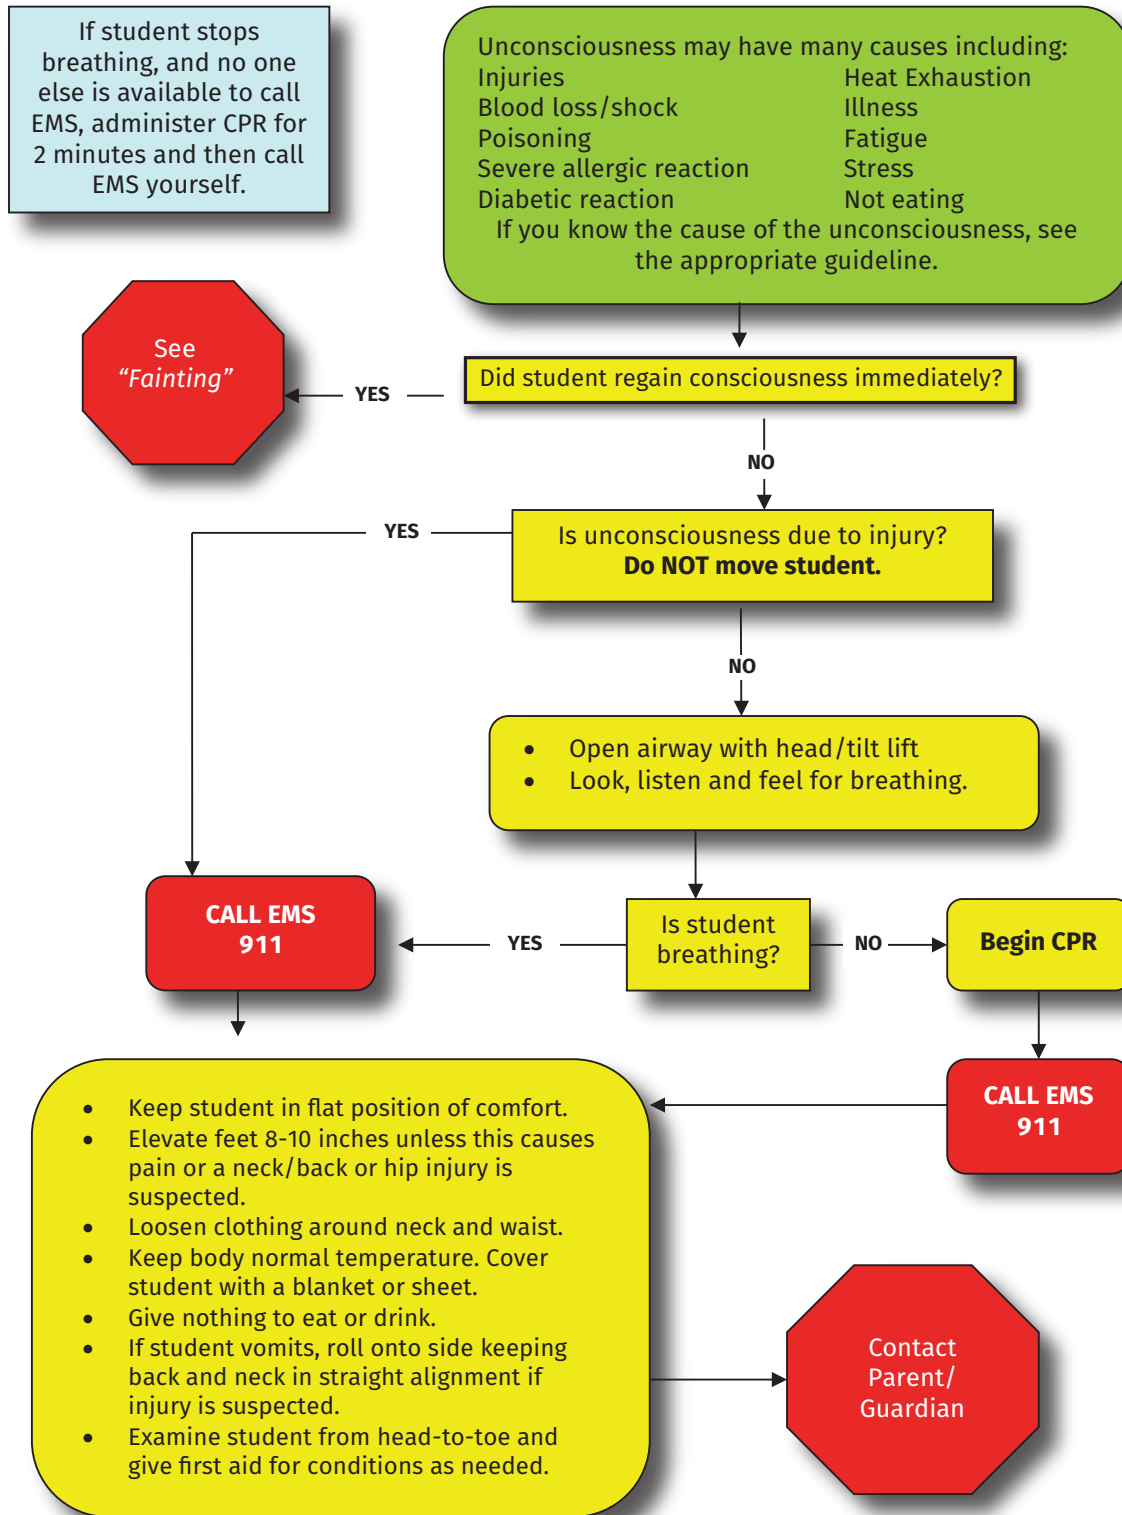 If student stops
breathing, and no one
else is available to call
EMS, administer CPR for
2 minutes and then call
EMS yourself.
Unconsciousness may have many causes including:
Injuries Heat Exhaustion
Blood loss/shock Illness
Poisoning Fatigue
Severe allergic reaction Stress
Diabetic reaction Not eating
If you know the cause of the unconsciousness, see
the appropriate guideline.
See
“Fainting”
YES
Did student regain consciousness immediately?
NO
YES
Is unconsciousness due to injury?
Do NOT move student.
NO
• Open airway with head/tilt lift
• Look, listen and feel for breathing.
CALL EMS
911
YES
Is student
breathing?
NO
Begin CPR
CALL EMS
911
• Keep student in flat position of comfort.
• Elevate feet 8-10 inches unless this causes
pain or a neck/back or hip injury is
suspected.
• Loosen clothing around neck and waist.
• Keep body normal temperature. Cover
student with a blanket or sheet.
• Give nothing to eat or drink.
• If student vomits, roll onto side keeping
back and neck in straight alignment if
injury is suspected.
• Examine student from head-to-toe and
give first aid for conditions as needed.
Contact
Parent/
Guardian